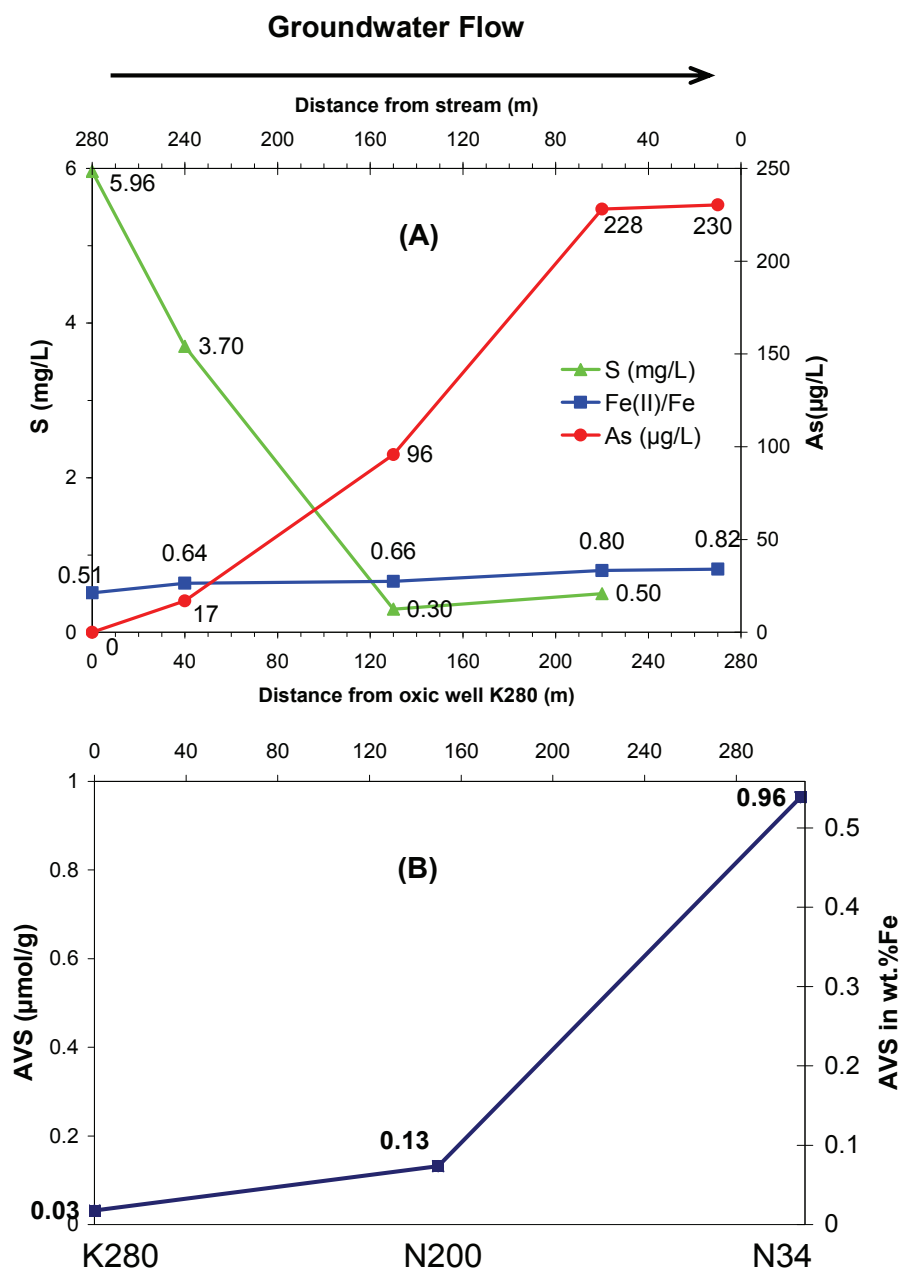 Groundwater Flow
Distance from stream (m)
280 240 200 160 120 80 40 0
6 250
5.96
(A)
228 230
200
4
3.70
150
S (mg/L)
As(µg/L)
S (mg/L)
Fe(II)/Fe
As (µg/L)
100
96
2
0.51 0.64 0.66 0.80 0.82
50
17 0.30 0.50
0 0 0
0 40 80 120 160 200 240 280
Distance from oxic well K280 (m)
0 40 80 120 160 200 240 280
1
0.96
0.5
(B)
0.8
0.4
0.6
AVS (µmol/g)
AVS in wt.%Fe
0.3
0.4
0.2
0.2
0.13
0.1
0.03
0 0
K280 N200 N34